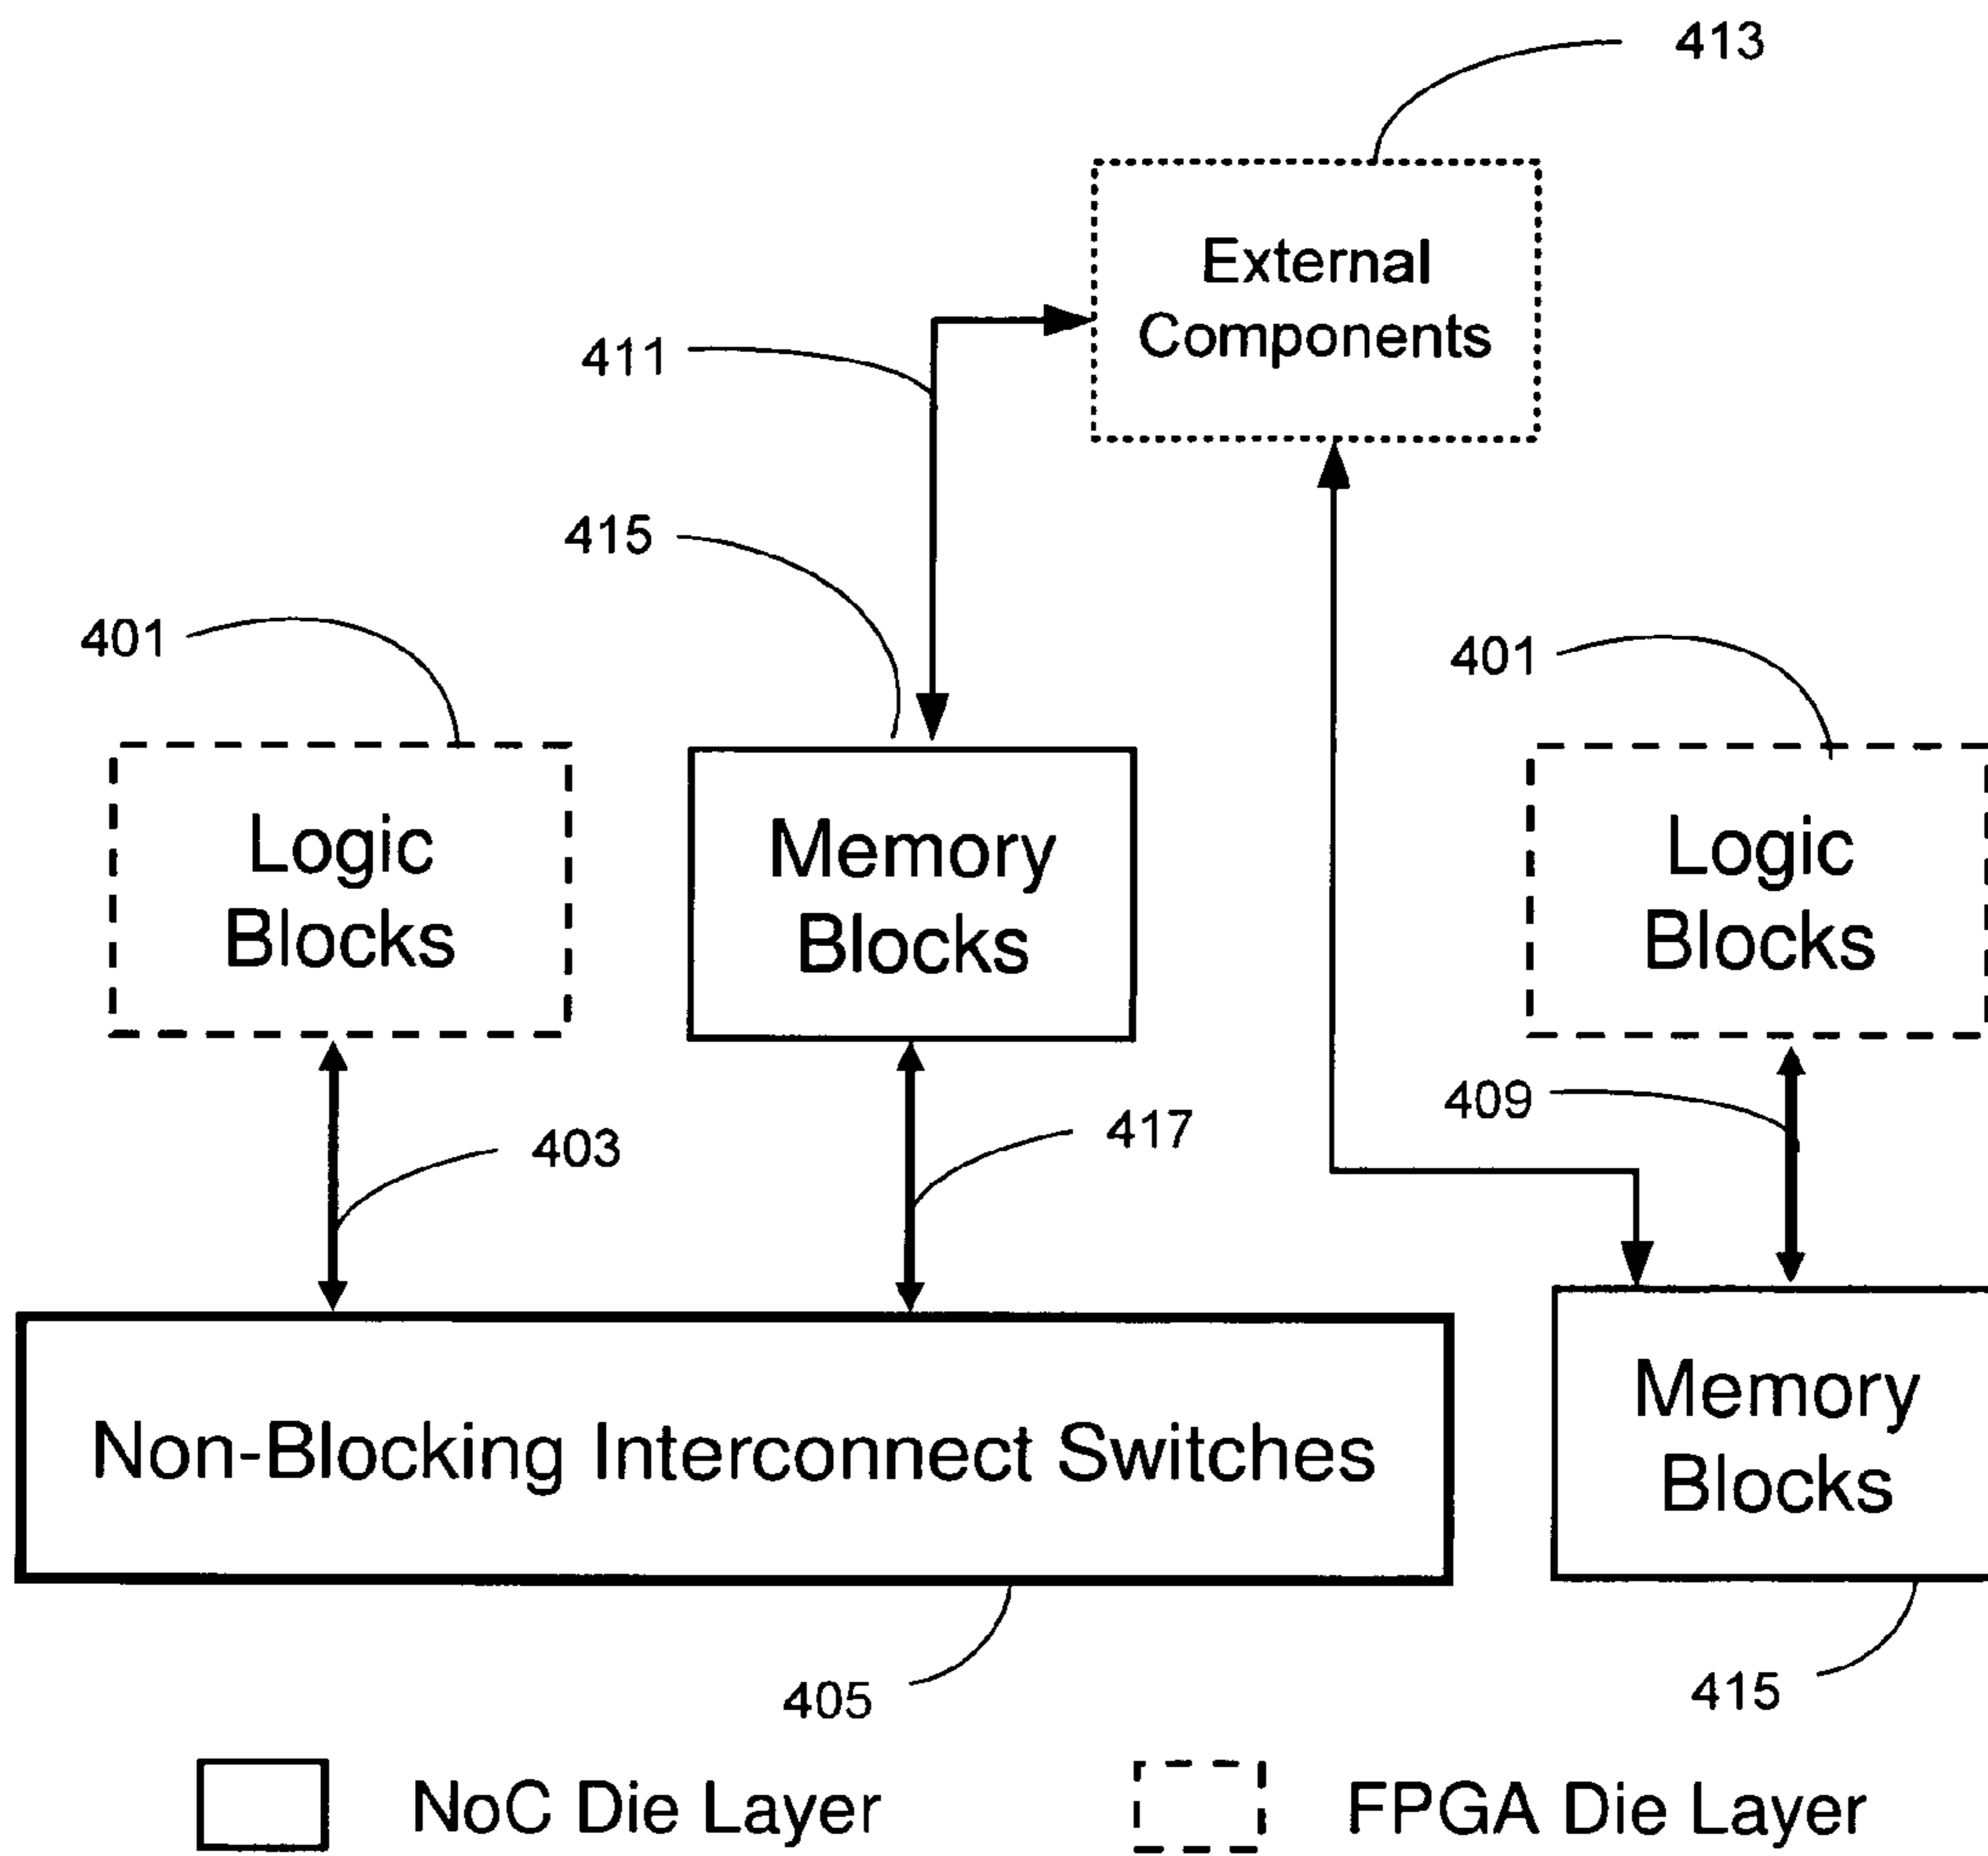 413
External
Components
411
415
401
401
Logic
Blocks
Memory
Blocks
Logic
Blocks
409
417
403
Non-Blocking Interconnect Switches
Memory
Blocks
405
415
NoC Die Layer
FPGA Die Layer